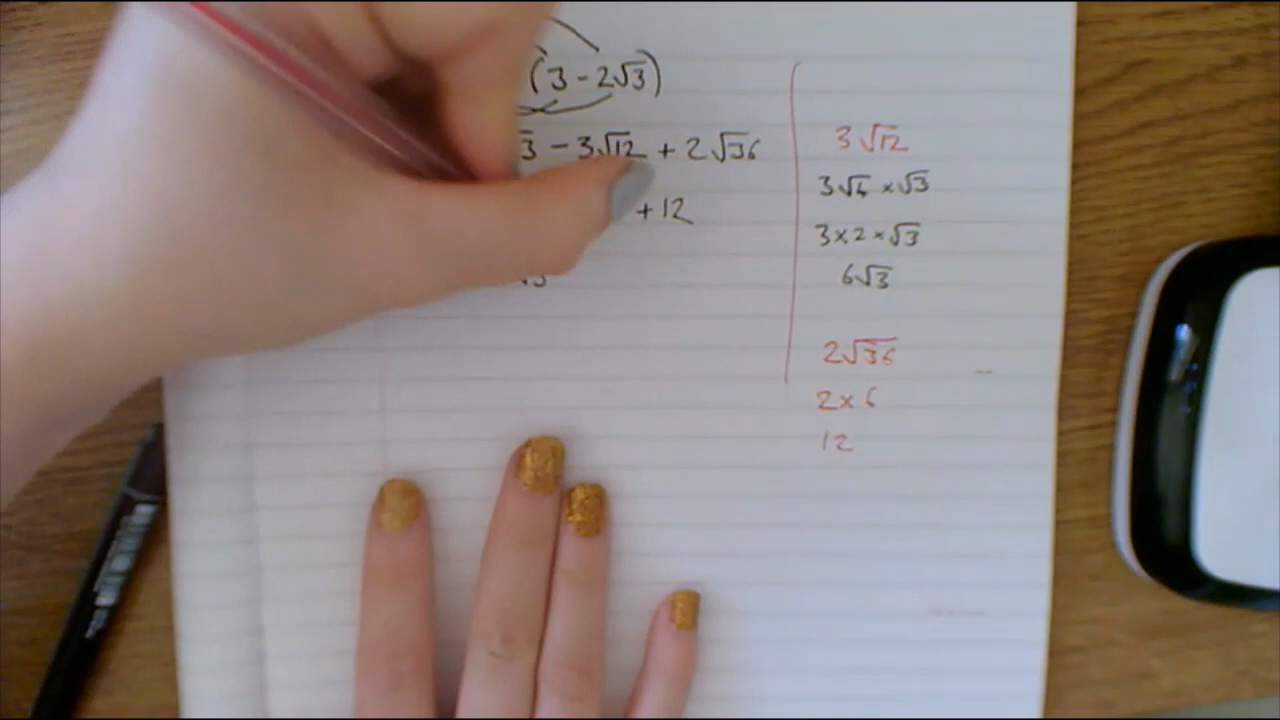 (3 - 2√3)
√3 - 3√12 + 2√36
+ 12
√3
3√12
3√4 × √3
3 × 2 × √3
6√3
2√36
2 × 6
12